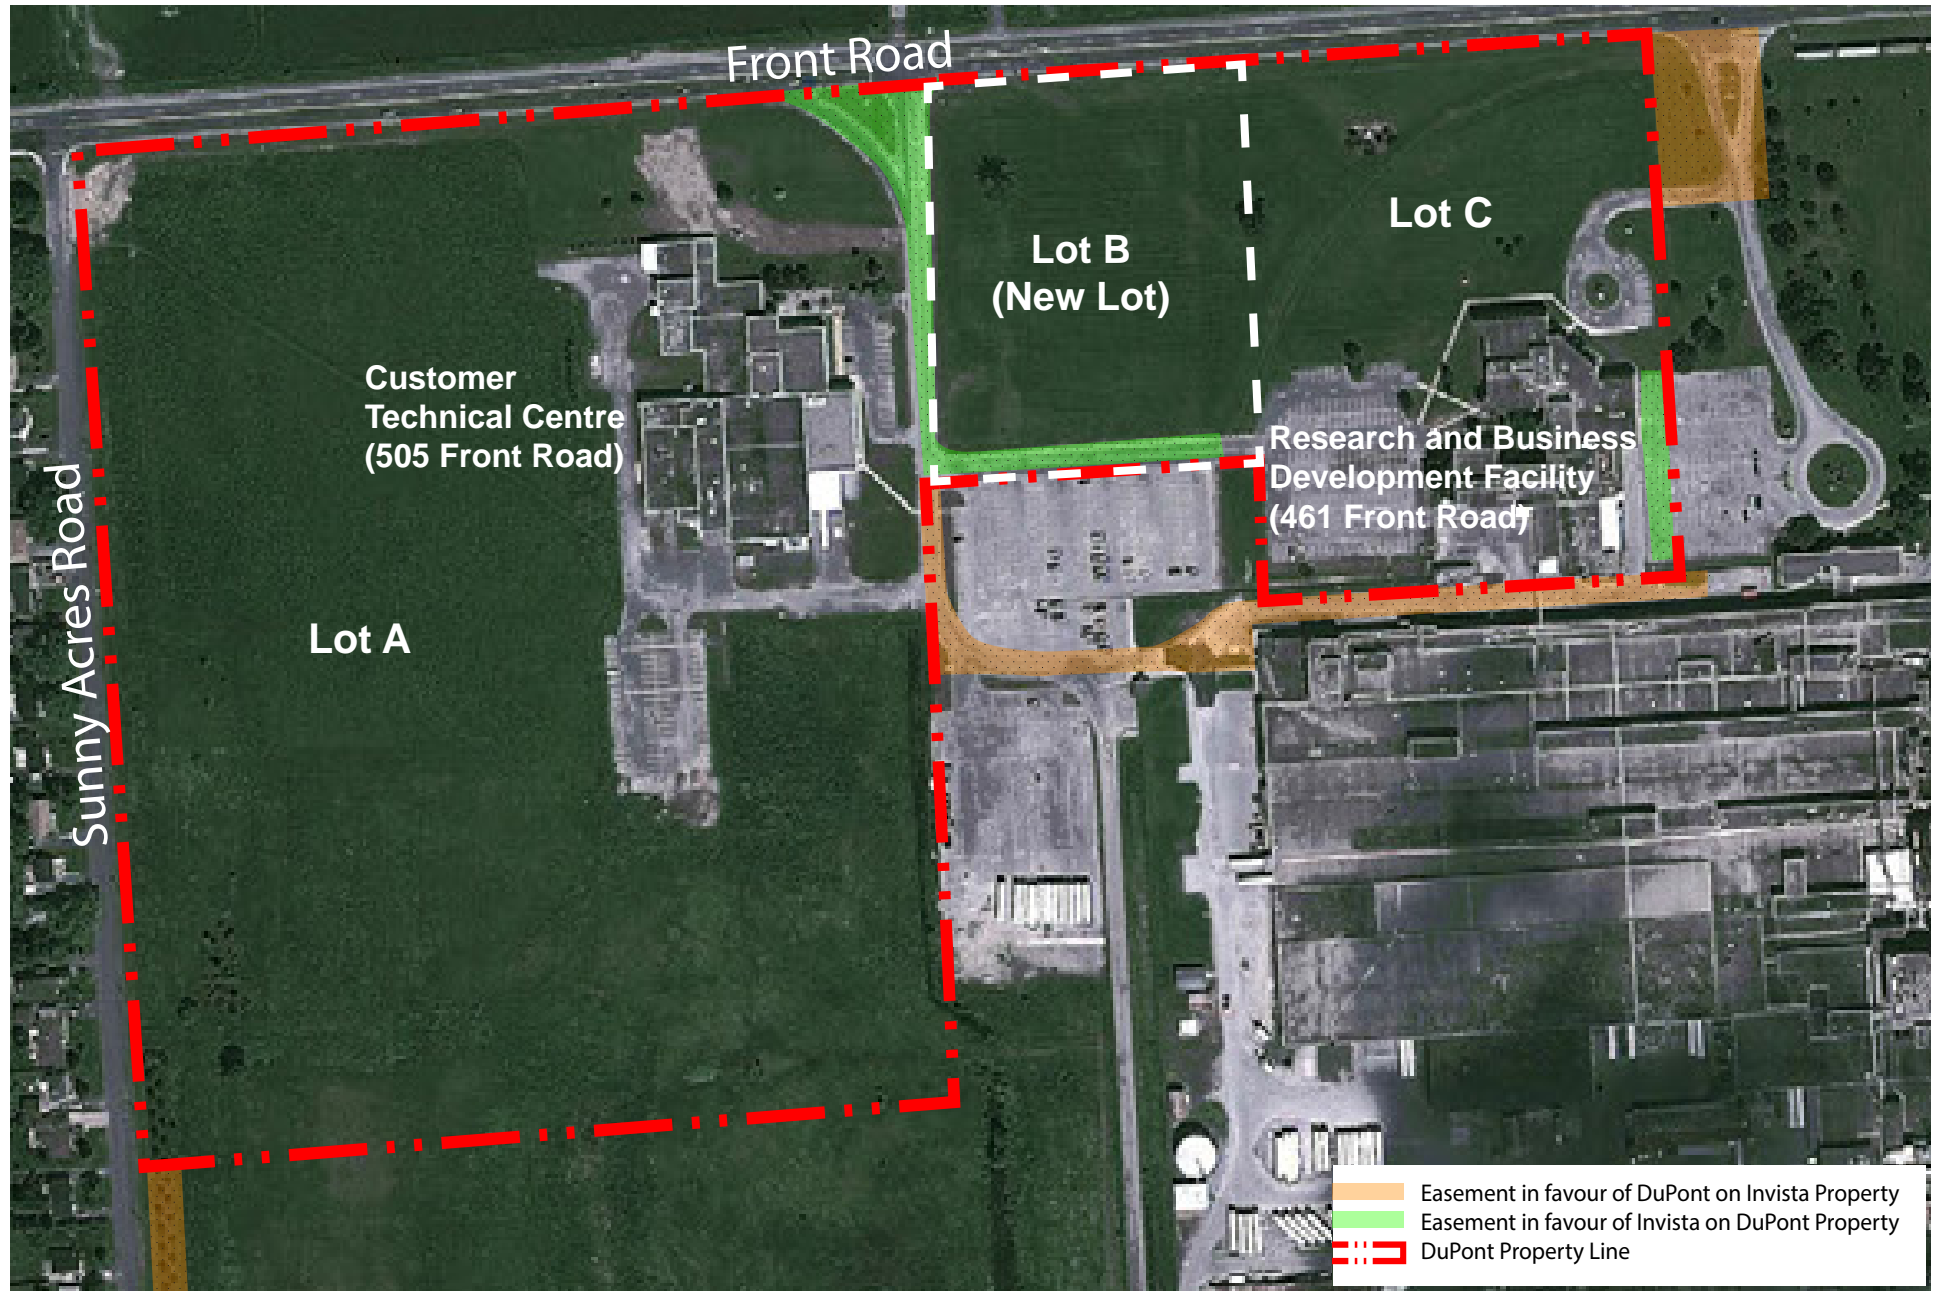 Front Road
Lot C
Lot B
(New Lot)
Customer
Technical Centre
(505 Front Road)
Research and Business
Development Facility
(461 Front Road)
Sunny Acres Road
Lot A
Easement in favour of DuPont on Invista Property
Easement in favour of Invista on DuPont Property
DuPont Property Line